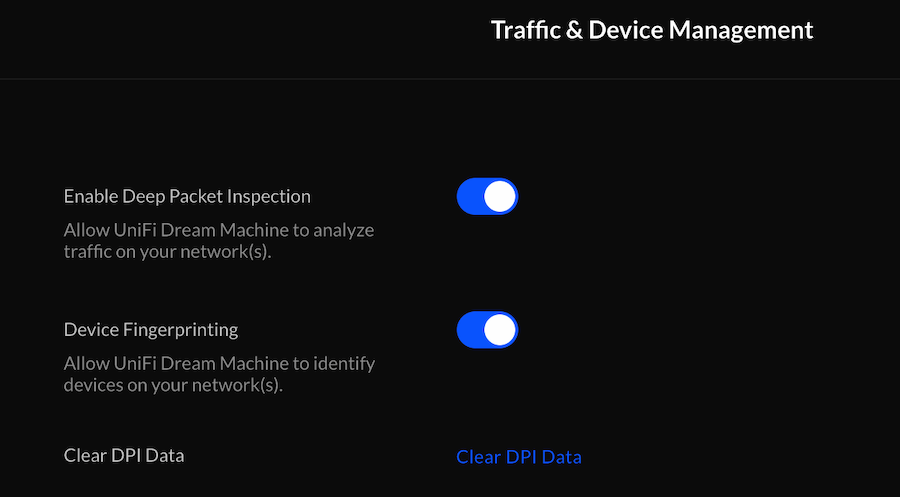 Traffic & Device Management
Enable Deep Packet Inspection
Allow UniFi Dream Machine to analyze
traffic on your network(s).
Device Fingerprinting
Allow UniFi Dream Machine to identify
devices on your network(s).
Clear DPI Data
Clear DPI Data